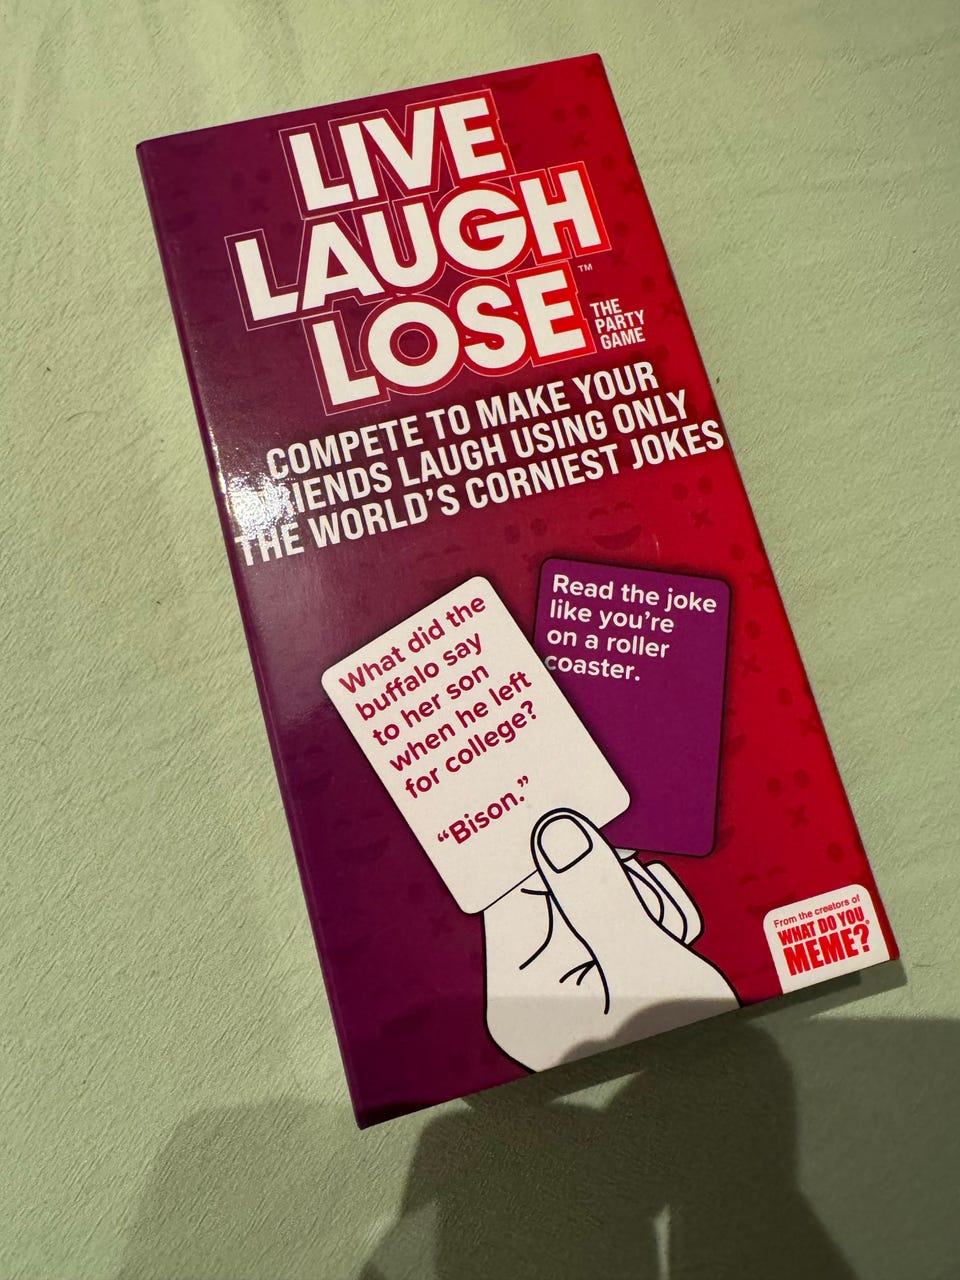 LIVE
LAUGH
LOSE™
THE
PARTY
GAME
COMPETE TO MAKE YOUR
FRIENDS LAUGH USING ONLY
THE WORLD'S CORNIEST JOKES
What did the
buffalo say
to her son
when he left
for college?
“Bison.”
Read the joke
like you're
on a roller
coaster.
From the creators of
WHAT DO YOU
MEME?®